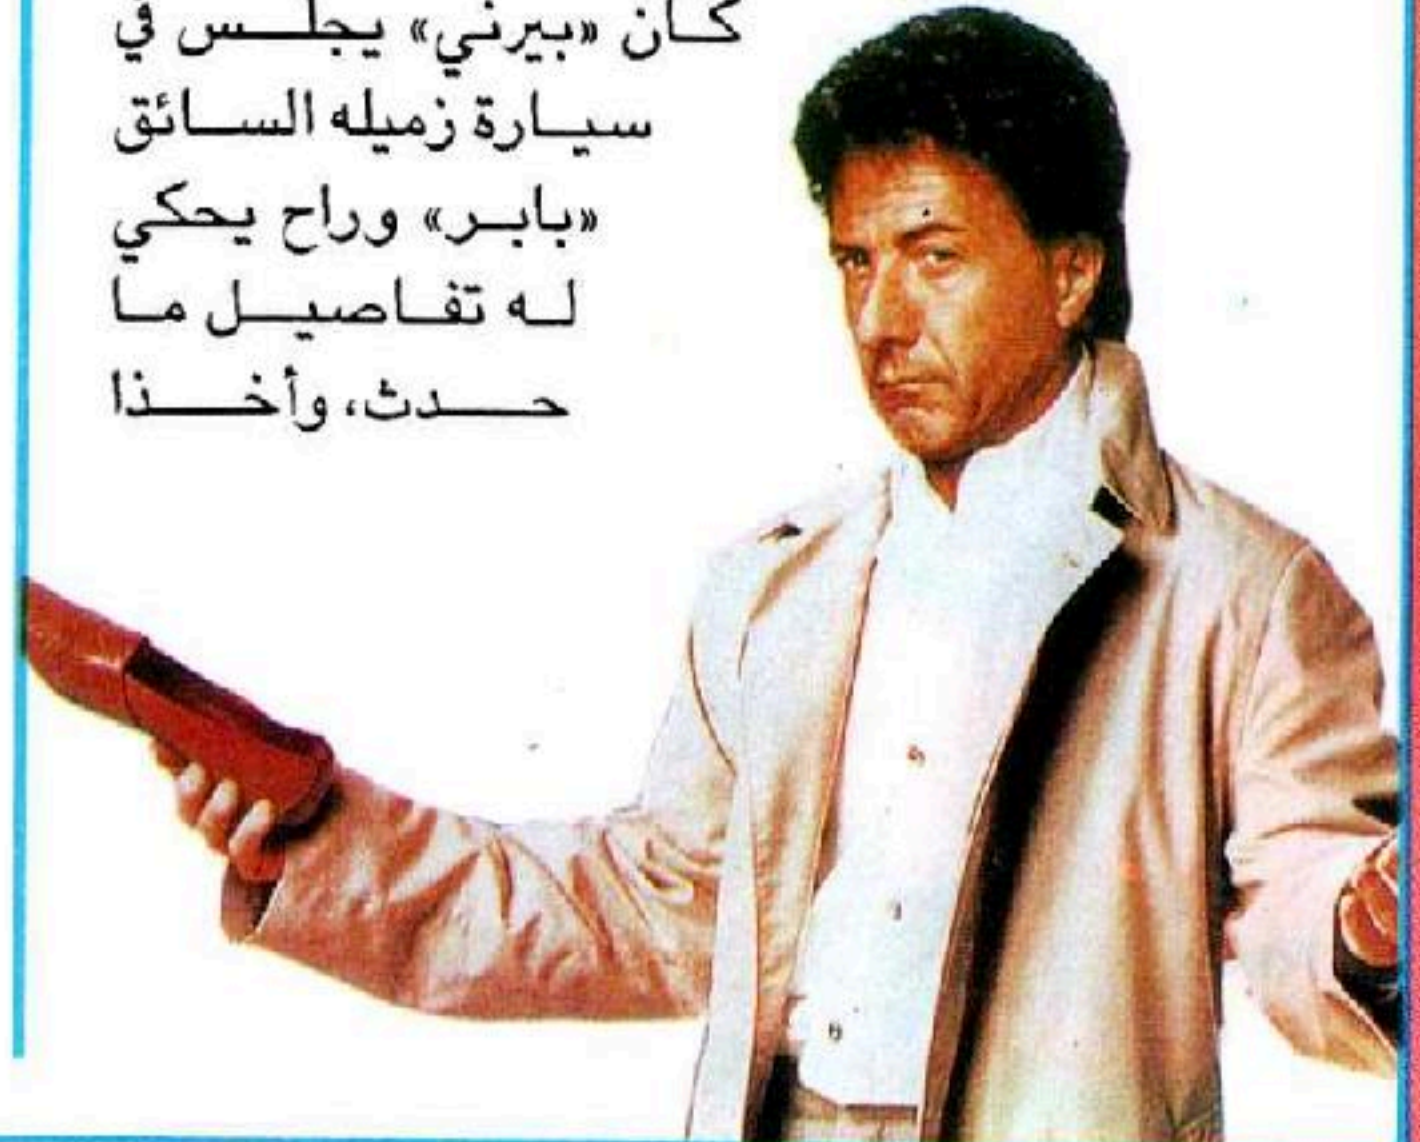 كان «بيرني» يجلس في
سيارة زميله السائق
«بابر» وراح يحكي
له تفاصيل ما
حدث، وأخذا